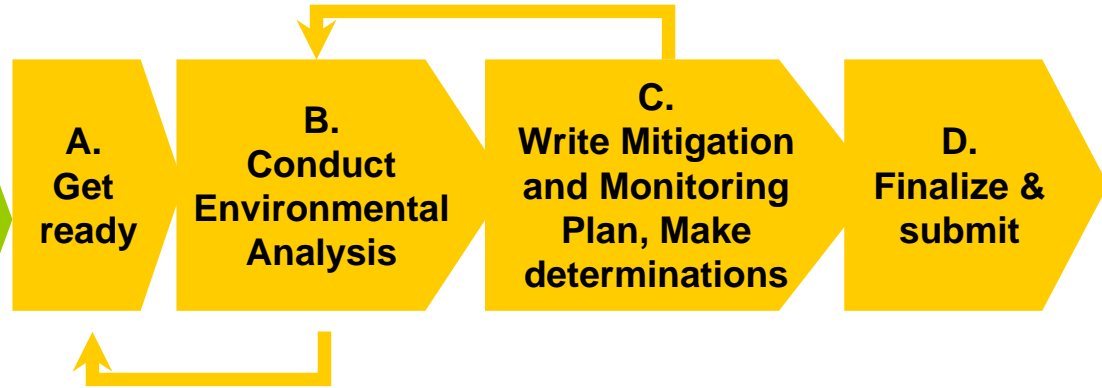 A.
Get
ready
B.
Conduct
Environmental
Analysis
C.
Write Mitigation
and Monitoring
Plan, Make
determinations
D.
Finalize &
submit